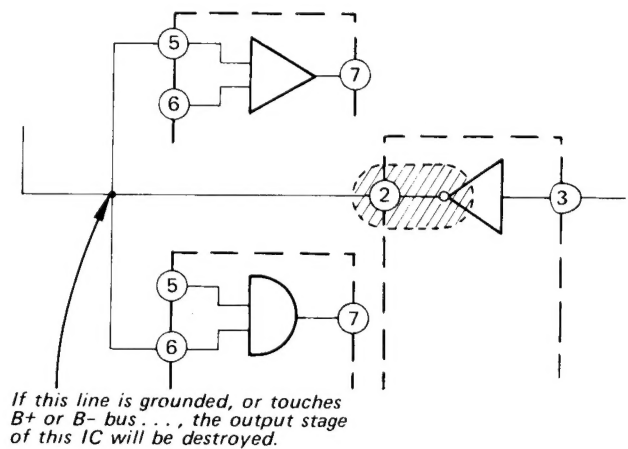 5
7
6
2
3
5
7
6
If this line is grounded, or touches
B+ or B- bus...., the output stage
of this IC will be destroyed.